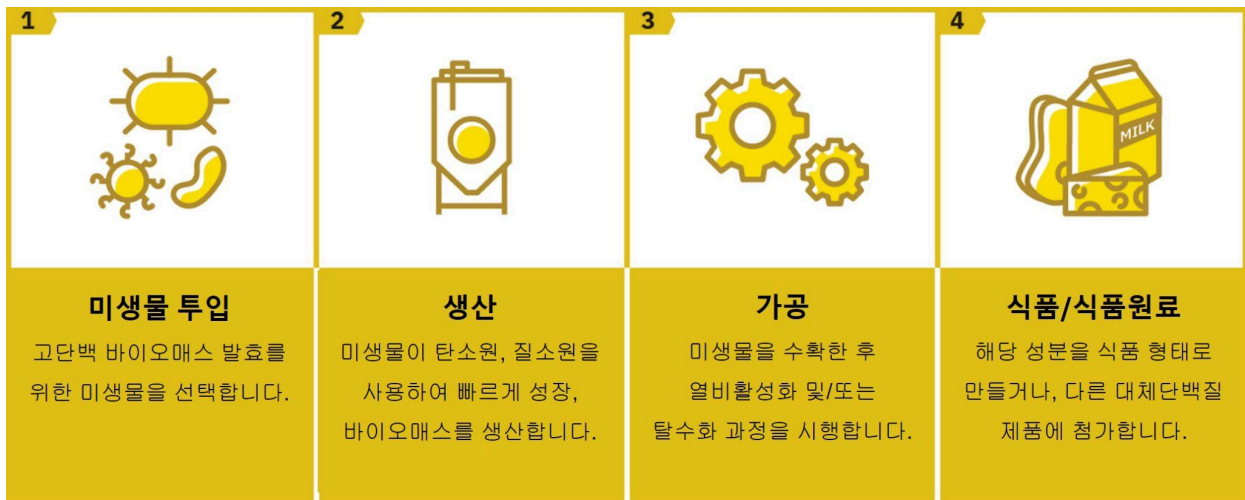 1
미생물 투입
고단백 바이오매스 발효를
위한 미생물을 선택합니다.
2
생산
미생물이 탄소원, 질소원을
사용하여 빠르게 성장,
바이오매스를 생산합니다.
3
가공
미생물을 수확한 후
열비활성화 및/또는
탈수화 과정을 시행합니다.
4
MILK
식품/식품원료
해당 성분을 식품 형태로
만들거나, 다른 대체단백질
제품에 첨가합니다.